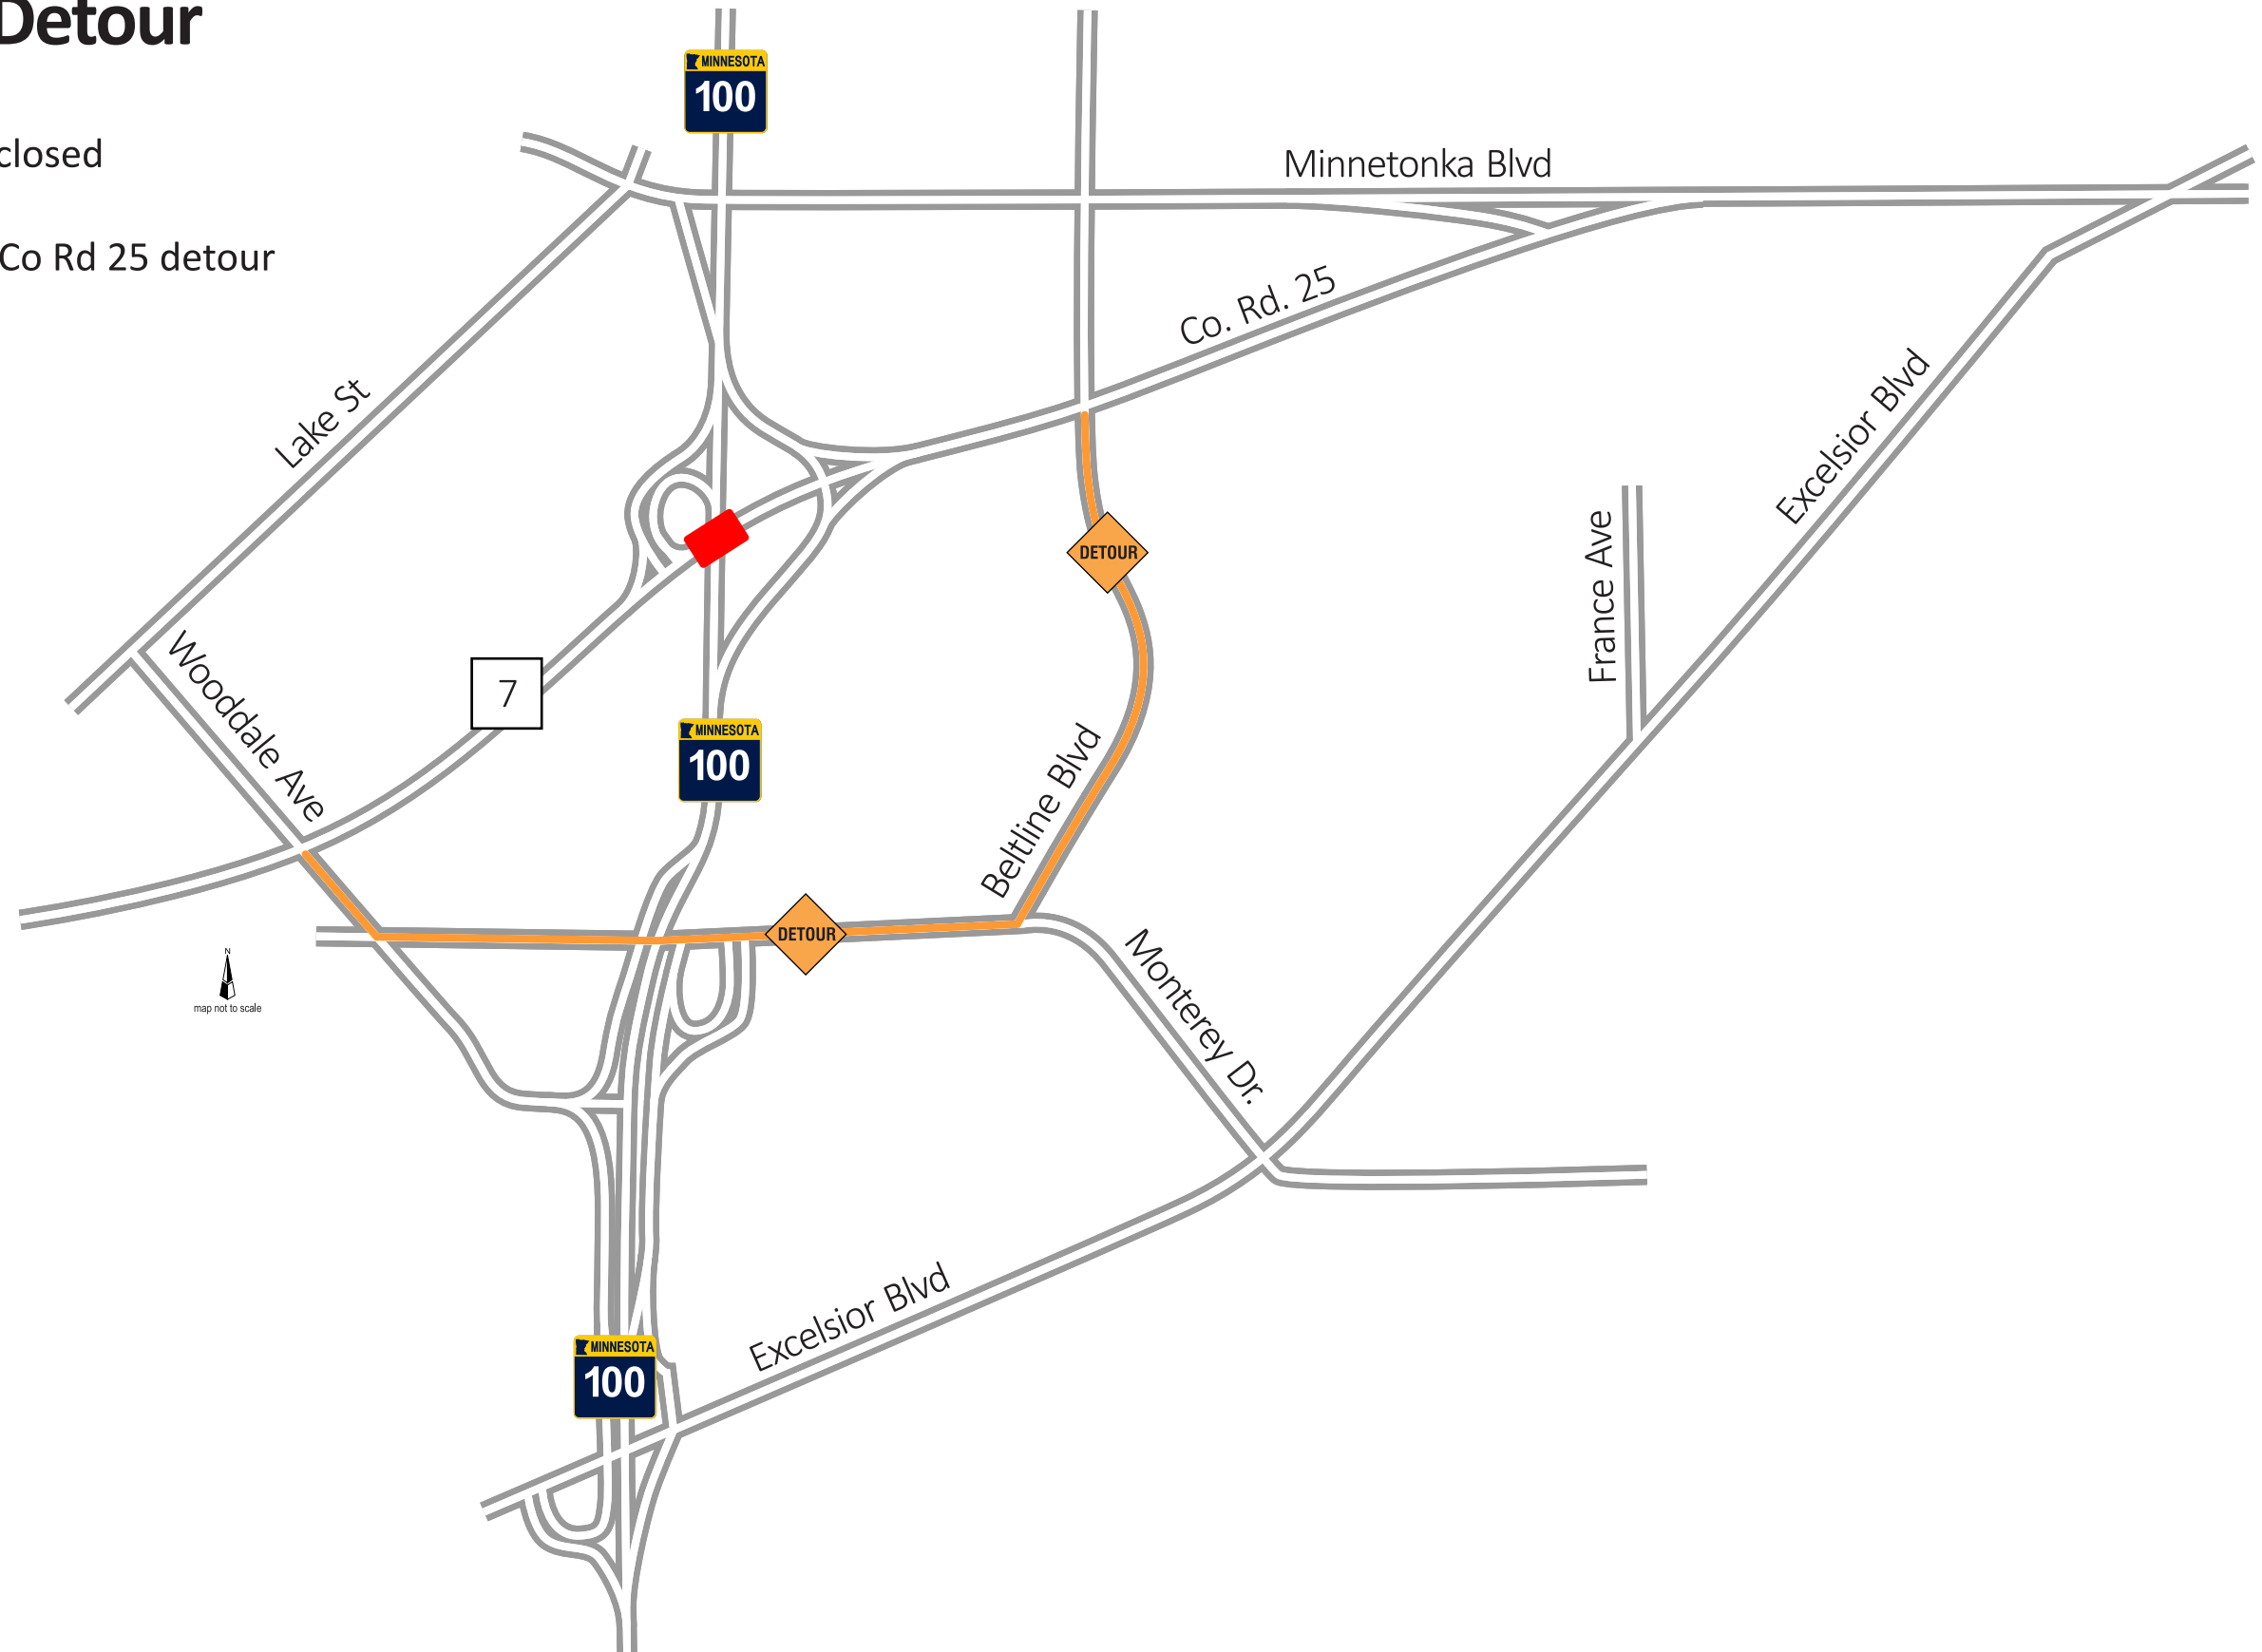 Detour
closed
Co Rd 25 detour
MINNESOTA
100
Minnetonka Blvd
Co. Rd. 25
Lake St
Excelsior Blvd
France Ave
DETOUR
Wooddale Ave
7
MINNESOTA
100
Beltline Blvd
DETOUR
Monterey Dr.
N
map not to scale
Excelsior Blvd
MINNESOTA
100